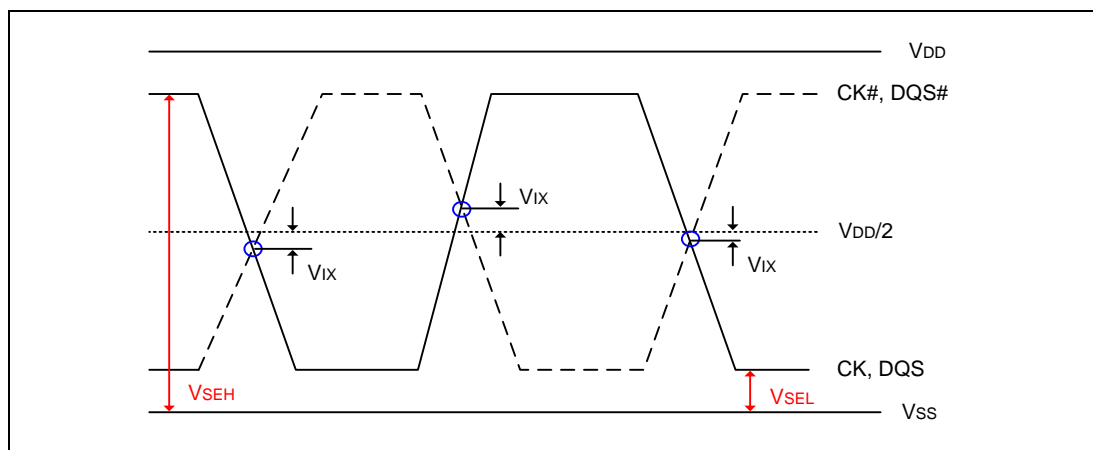 VDD
CK#, DQS#
VIX
VDD/2
VIX
VIX
CK, DQS
VSEH
VSEL
VSS